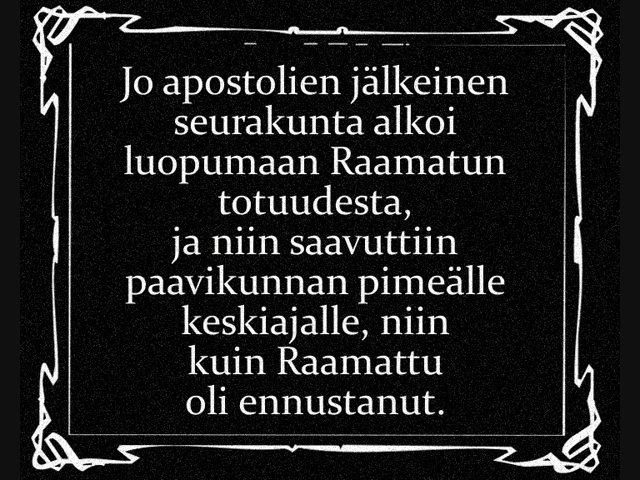 Jo apostolien jälkeinen
seurakunta alkoi
luopumaan Raamatun
totuudesta,
ja niin saavuttiin
paavikunnan pimeälle
keskiajalle, niin
kuin Raamattu
oli ennustanut.